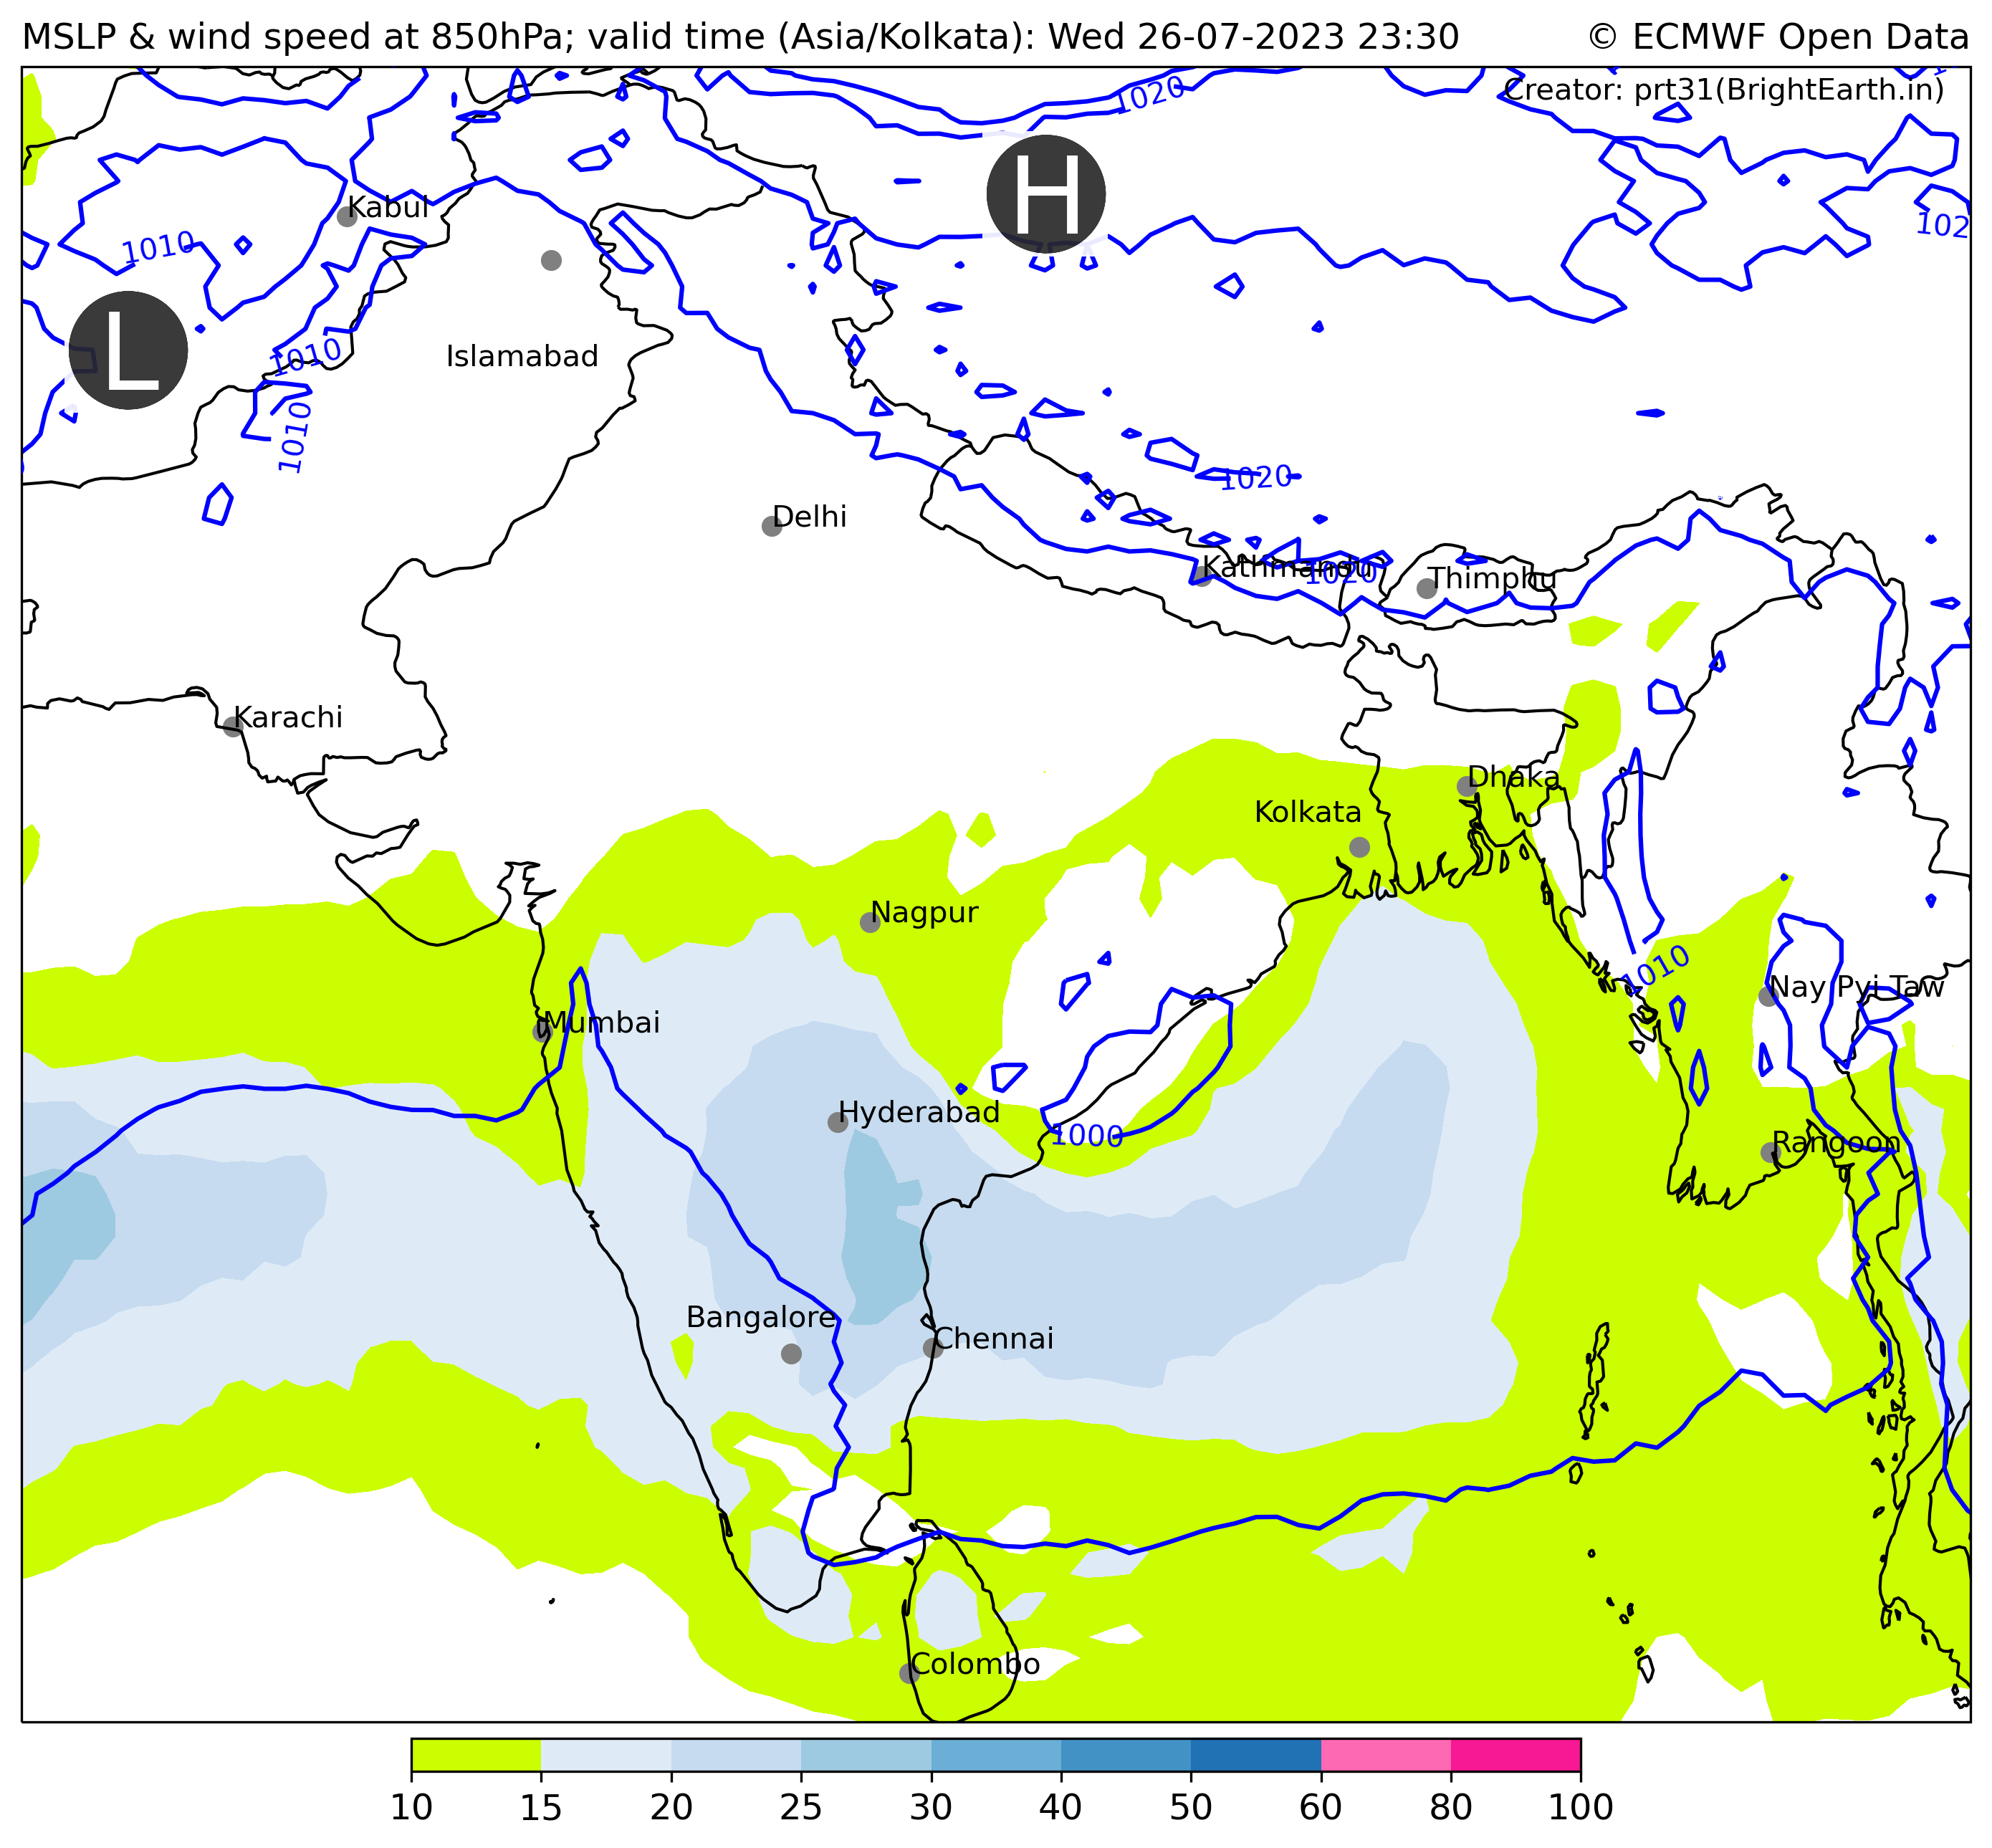 MSLP & wind speed at 850hPa; valid time (Asia/Kolkata): Wed 26-07-2023 23:30
© ECMWF Open Data
Creator: prt31(BrightEarth.in)
1020
H
Kabul
1010
102
L
1010
Islamabad
1010
1020
Delhi
Kathmandu
1020
Thimphu
Karachi
Dhaka
Kolkata
Nagpur
1010
Nay Pyi Taw
Mumbai
Hyderabad
1000
Rangoon
Bangalore
Chennai
Colombo
10 15 20 25 30 40 50 60 80 100